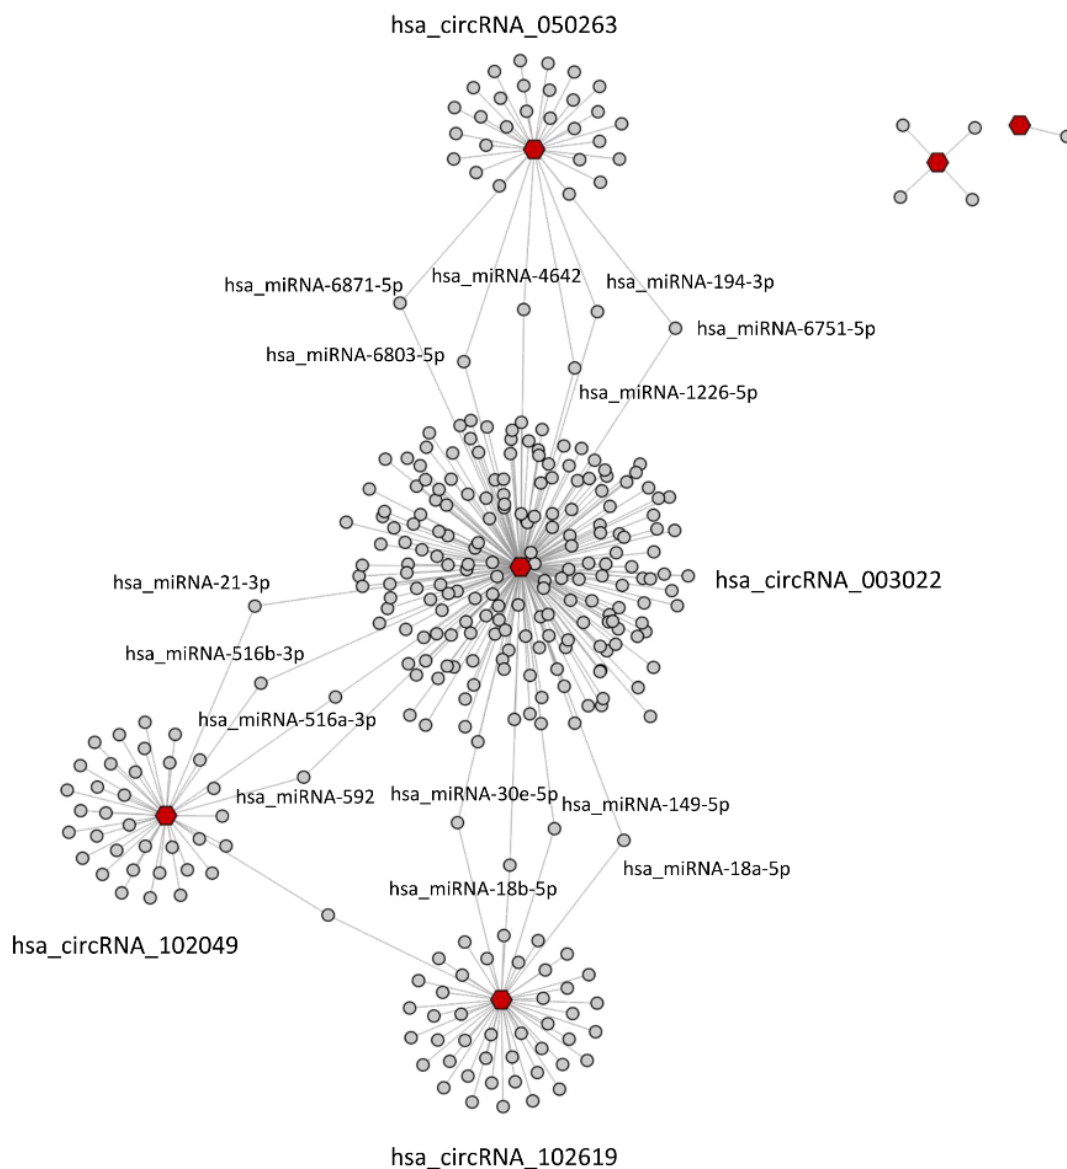 hsa_circRNA_050263
hsa_miRNA-4642
hsa_miRNA-194-3p
hsa_miRNA-6871-5p
hsa_miRNA-6751-5p
hsa_miRNA-6803-5p
hsa_miRNA-1226-5p
hsa_circRNA_003022
hsa_miRNA-21-3p
hsa_miRNA-516b-3p
hsa_miRNA-516a-3p
hsa_miRNA-592
hsa_miRNA-30e-5p
hsa_miRNA-149-5p
hsa_miRNA-18a-5p
hsa_miRNA-18b-5p
hsa_circRNA_102049
hsa_circRNA_102619